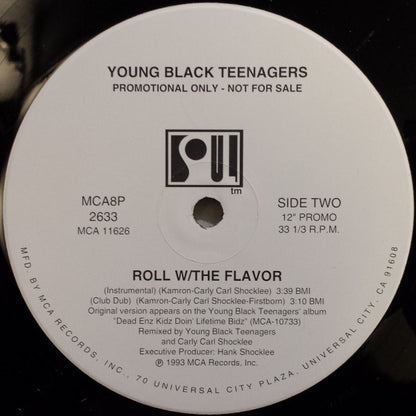 YOUNG BLACK TEENAGERS
PROMOTIONAL ONLY - NOT FOR SALE
SOUL
tm
MCA8P
2633
MCA 11626
SIDE TWO
12" PROMO
33 1/3 R.P.M.
ROLL W/THE FLAVOR
(Instrumental) (Kamron-Carly Carl Shocklee) 3:39 BMI
(Club Dub) (Kamron-Carly Carl Shocklee-Firstborn) 3:10 BMI
Original version appears on the Young Black Teenagers' album
"Dead Enz Kidz Doin' Lifetime Bidz" (MCA-10733)
Remixed by Young Black Teenagers
and Carly Carl Shocklee
Executive Producer: Hank Shocklee
℗ 1993 MCA Records, Inc.
MFD. BY MCA RECORDS, INC., 70 UNIVERSAL CITY PLAZA, UNIVERSAL CITY, CA. 91608